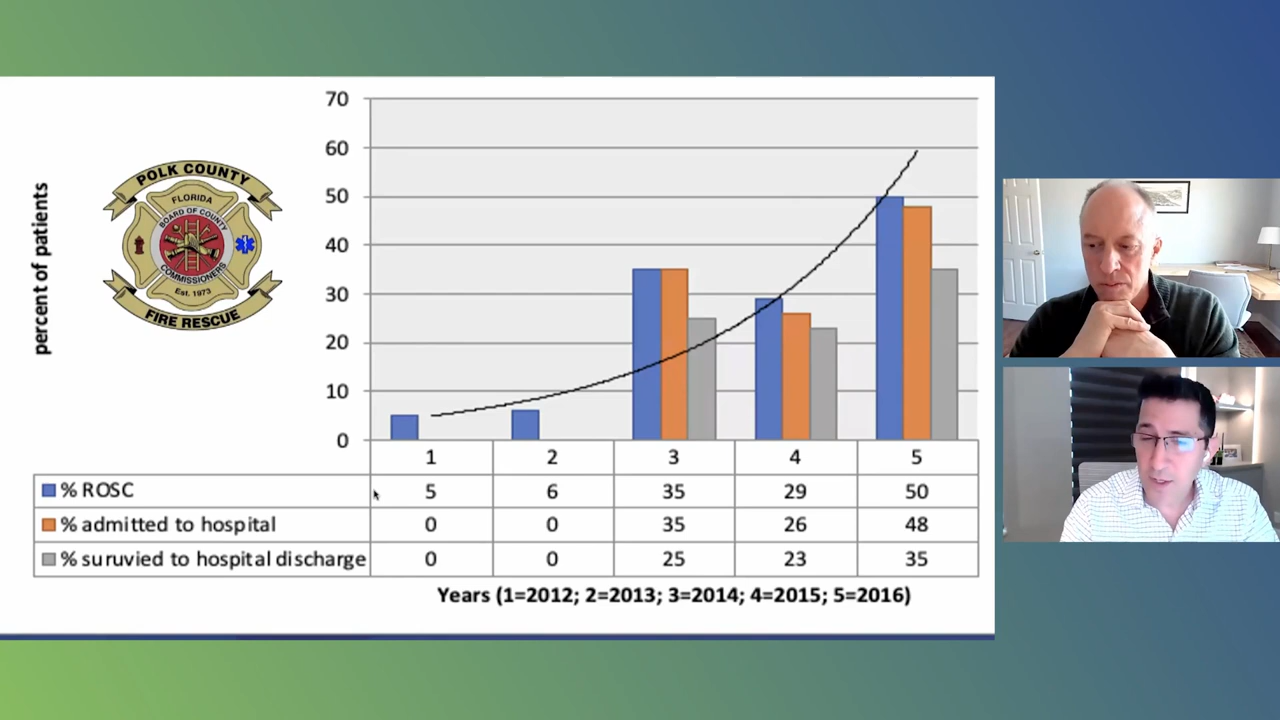 POLK COUNTY
FLORIDA
BOARD OF COUNTY
COMMISSIONERS
Est. 1973
FIRE RESCUE
percent of patients
70
60
50
40
30
20
10
0
1 2 3 4 5
% ROSC 5 6 35 29 50
% admitted to hospital 0 0 35 26 48
% suruvied to hospital discharge 0 0 25 23 35
Years (1=2012; 2=2013; 3=2014; 4=2015; 5=2016)